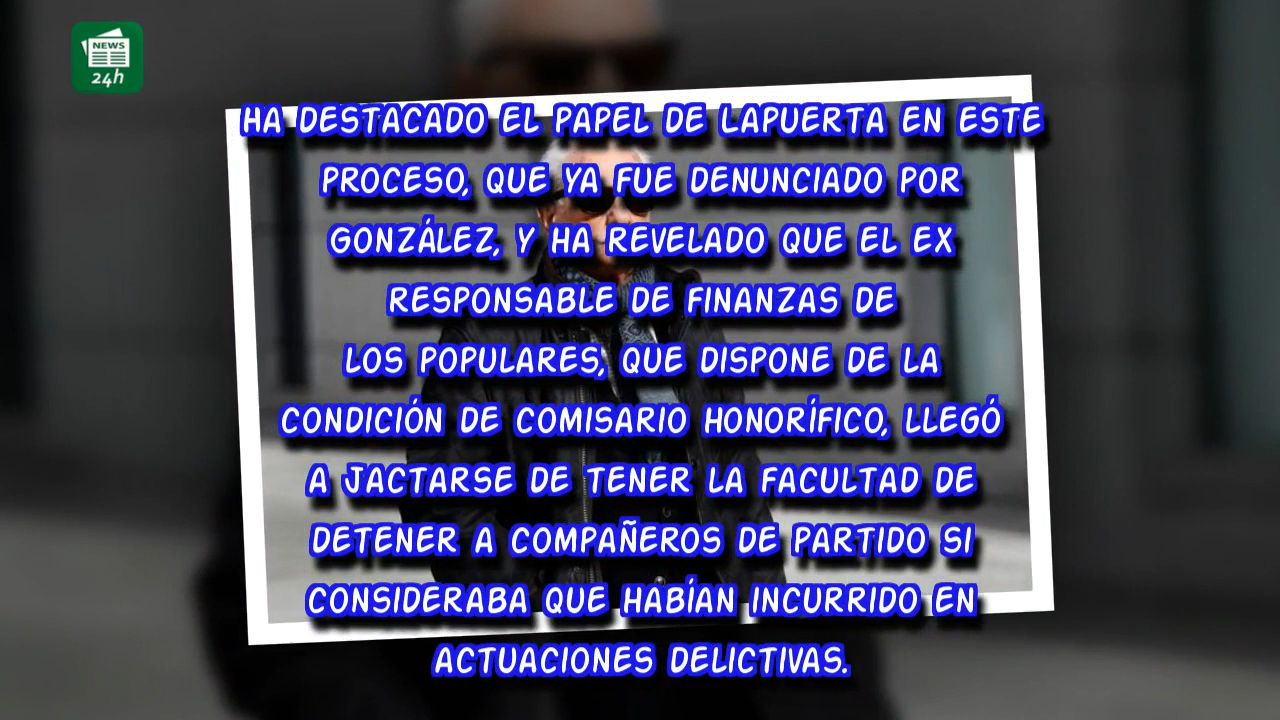 NEWS
24h
HA DESTACADO EL PAPEL DE LAPUERTA EN ESTE
PROCESO, QUE YA FUE DENUNCIADO POR
GONZÁLEZ, Y HA REVELADO QUE EL EX
RESPONSABLE DE FINANZAS DE
LOS POPULARES, QUE DISPONE DE LA
CONDICIÓN DE COMISARIO HONORÍFICO, LLEGÓ
A JACTARSE DE TENER LA FACULTAD DE
DETENER A COMPAÑEROS DE PARTIDO SI
CONSIDERABA QUE HABÍAN INCURRIDO EN
ACTUACIONES DELICTIVAS.